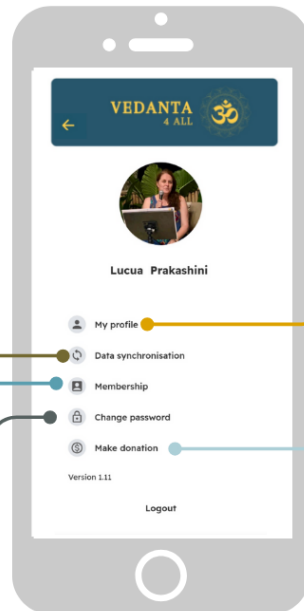 VEDANTA
4 ALL
ॐ
Lucua Prakashini
My profile
Data synchronisation
Membership
Change password
Make donation
Version 1.11
Logout